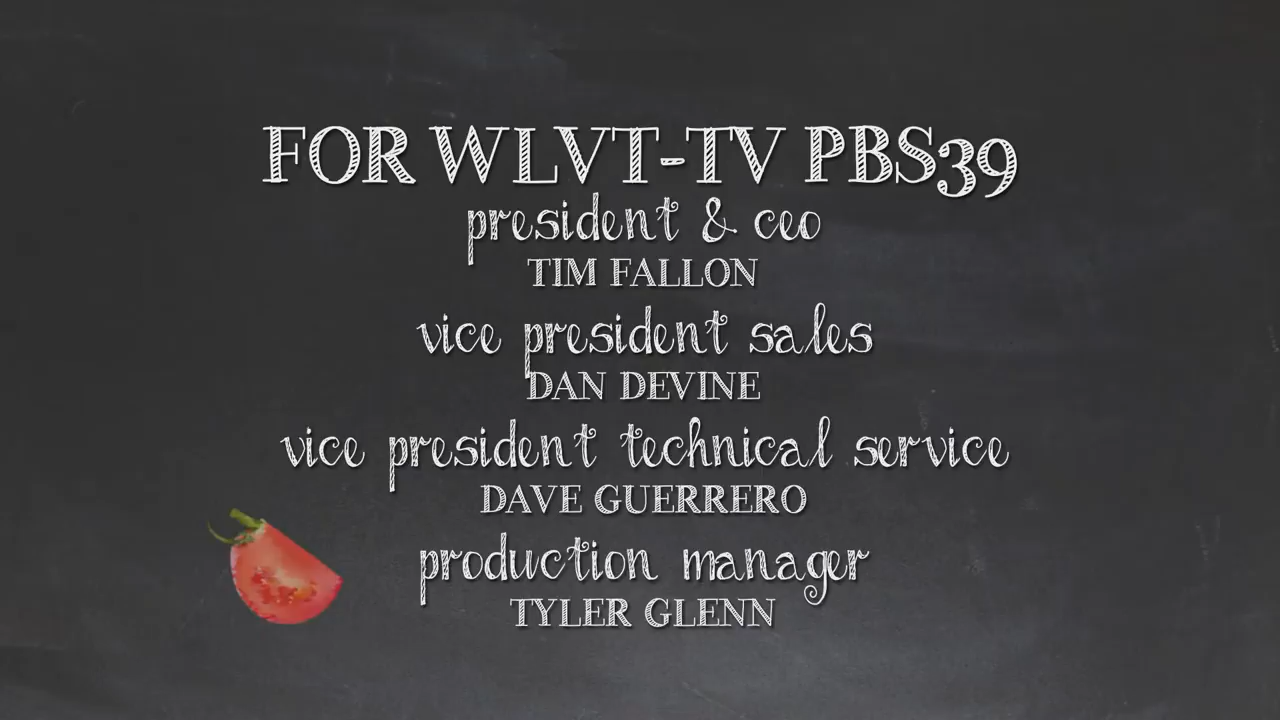 FOR WLVT-TV PBS39
president & ceo
TIM FALLON
vice president sales
DAN DEVINE
vice president technical service
DAVE GUERRERO
production manager
TYLER GLENN